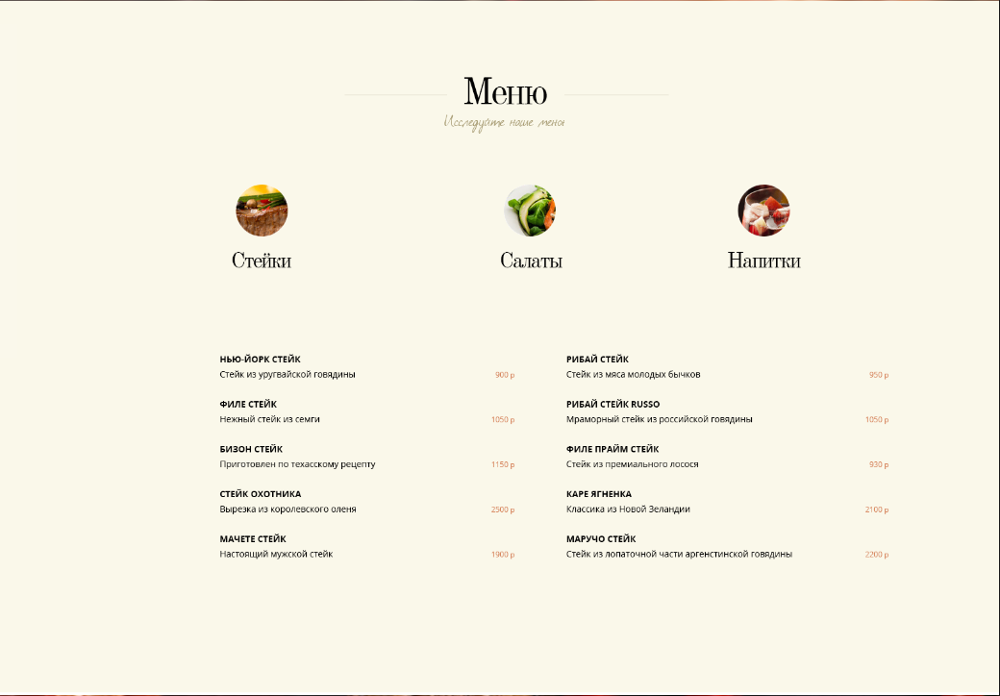 Меню
Исследуйте наше меню
Стейки
Салаты
Напитки
НЬЮ-ЙОРК СТЕЙК
Стейк из уругвайской говядины 900 р
ФИЛЕ СТЕЙК
Нежный стейк из семги 1050 р
БИЗОН СТЕЙК
Приготовлен по техасскому рецепту 1150 р
СТЕЙК ОХОТНИКА
Вырезка из королевского оленя 2500 р
МАЧЕТЕ СТЕЙК
Настоящий мужской стейк 1900 р
РИБАЙ СТЕЙК
Стейк из мяса молодых бычков 950 р
РИБАЙ СТЕЙК RUSSO
Мраморный стейк из российской говядины 1050 р
ФИЛЕ ПРАЙМ СТЕЙК
Стейк из премиального лосося 930 р
КАРЕ ЯГНЕНКА
Классика из Новой Зеландии 2100 р
МАРУЧО СТЕЙК
Стейк из лопаточной части аргенстинской говядины 2200 р